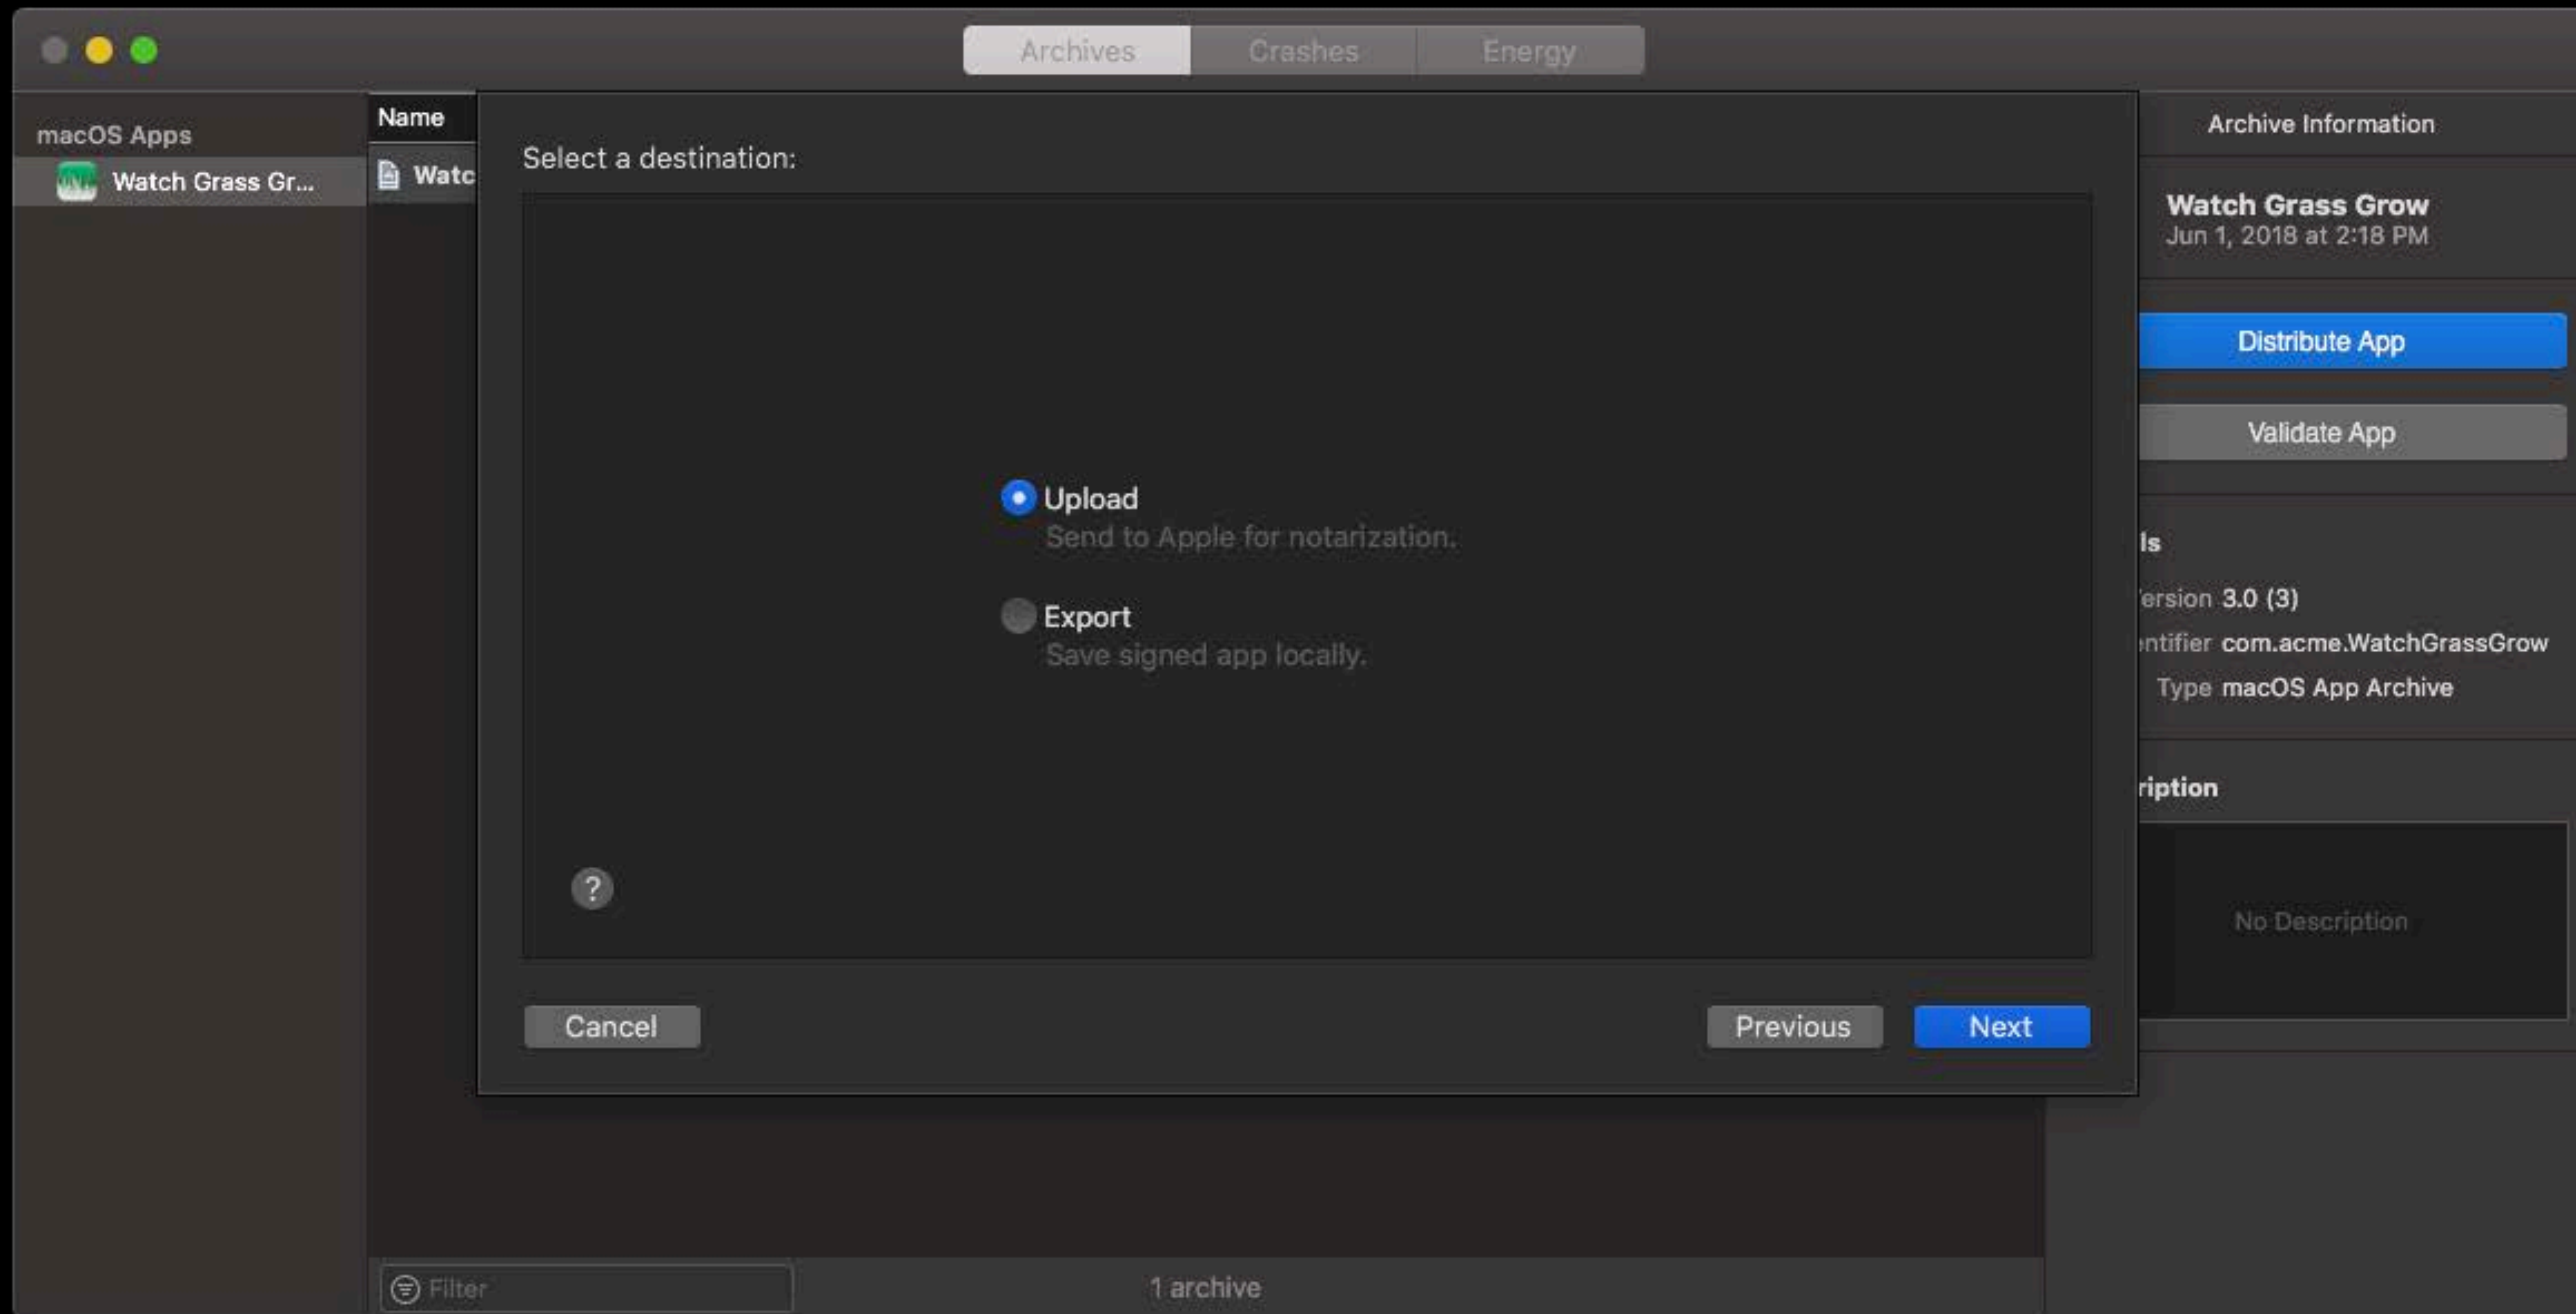 Archives Crashes Energy
macOS Apps
Watch Grass Gr...
Name
Watc
Select a destination:
Upload
Send to Apple for notarization.
Export
Save signed app locally.
?
Cancel Previous Next
Archive Information
Watch Grass Grow
Jun 1, 2018 at 2:18 PM
Distribute App
Validate App
ls
ersion 3.0 (3)
entifier com.acme.WatchGrassGrow
Type macOS App Archive
ription
No Description
Filter
1 archive